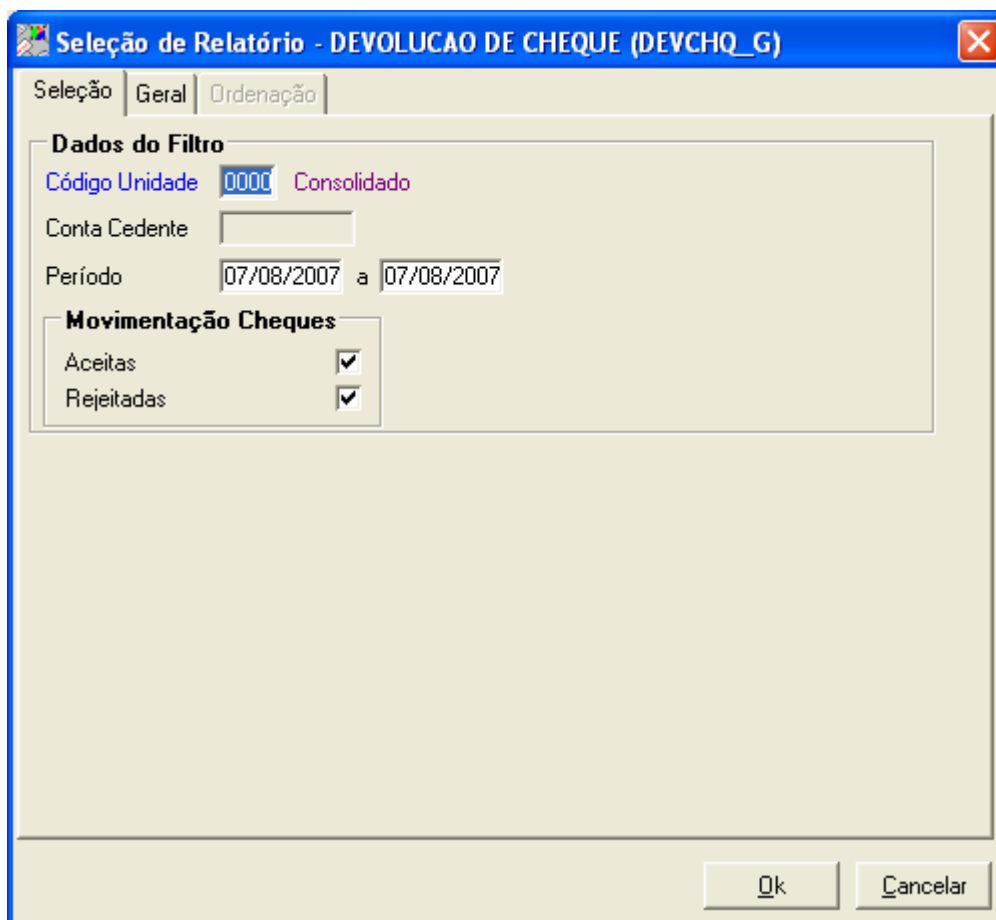 Seleção de Relatório - DEVOLUCAO DE CHEQUE (DEVCHQ_G)
Seleção Geral Ordenação
Dados do Filtro
Código Unidade 0000 Consolidado
Conta Cedente
Período 07/08/2007 a 07/08/2007
Movimentação Cheques
Aceitas
Rejeitadas
Ok Cancelar